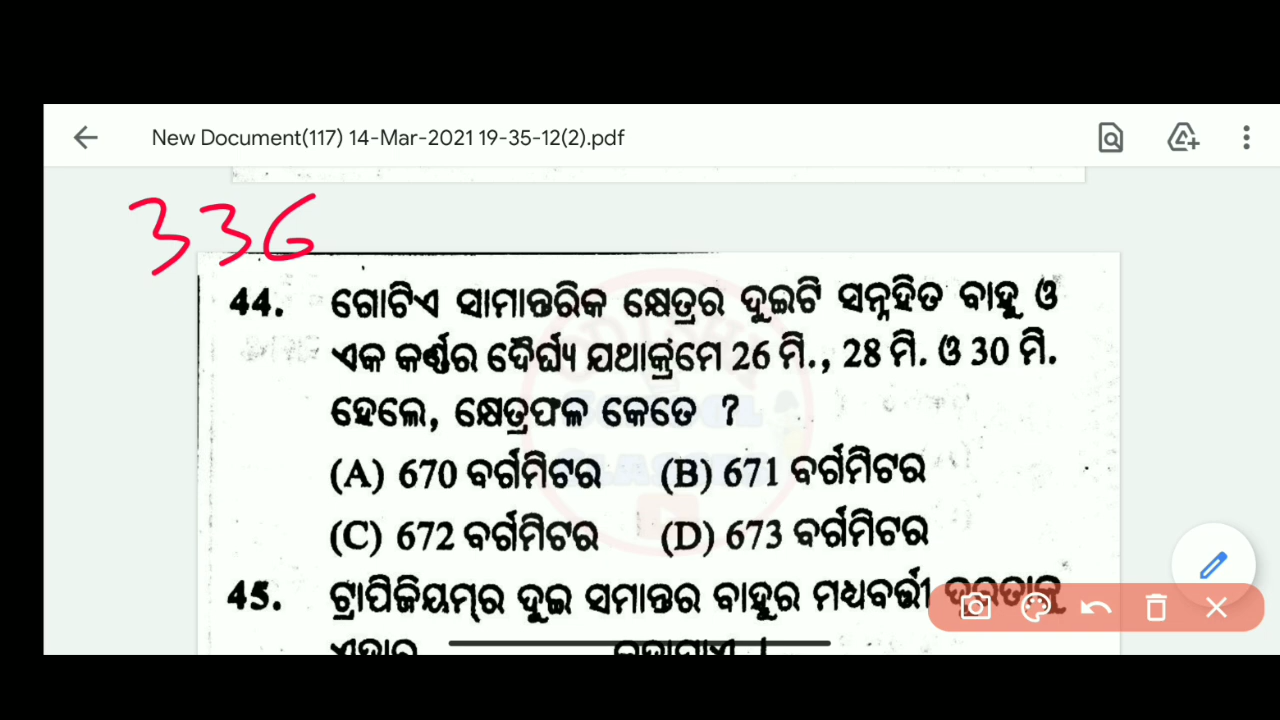 New Document(117) 14-Mar-2021 19-35-12(2).pdf
336
44. ଗୋଟିଏ ସାମାନ୍ତରିକ କ୍ଷେତ୍ରର ଦୁଇଟି ସନ୍ନହିତ ବାହୁ ଓ
ଏକ କର୍ଣ୍ଣର ଦୈର୍ଘ୍ୟ ଯଥାକ୍ରମେ 26 ମି., 28 ମି. ଓ 30 ମି.
ହେଲେ, କ୍ଷେତ୍ରଫଳ କେତେ ?
(A) 670 ବର୍ଗମିଟର (B) 671 ବର୍ଗମିଟର
(C) 672 ବର୍ଗମିଟର (D) 673 ବର୍ଗମିଟର
45. ଟ୍ରାପିଜିୟମ୍‌ର ଦୁଇ ସମାନ୍ତର ବାହୁର ମଧ୍ୟବର୍ତ୍ତୀ ଦୂରତାକୁ